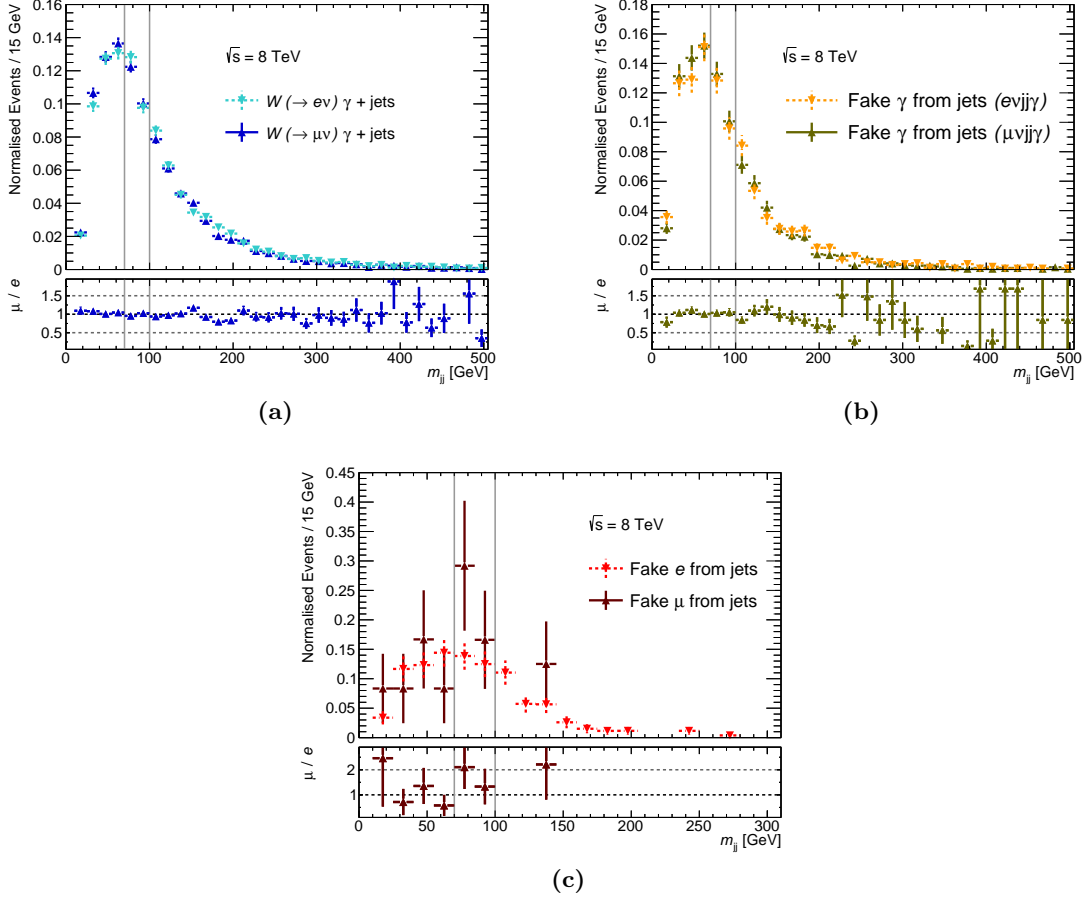 Normalised Events / 15 GeV
0.16
0.14
0.12
0.1
0.08
0.06
0.04
0.02
0
√s = 8 TeV
W (→ eν) γ + jets
W (→ μν) γ + jets
μ / e
1.5
1
0.5
0 100 200 300 400 500
m_jj [GeV]
(a)
Normalised Events / 15 GeV
0.18
0.16
0.14
0.12
0.1
0.08
0.06
0.04
0.02
0
√s = 8 TeV
Fake γ from jets (eνjjγ)
Fake γ from jets (μνjjγ)
μ / e
1.5
1
0.5
0 100 200 300 400 500
m_jj [GeV]
(b)
Normalised Events / 15 GeV
0.45
0.4
0.35
0.3
0.25
0.2
0.15
0.1
0.05
0
√s = 8 TeV
Fake e from jets
Fake μ from jets
μ / e
2
1
0 50 100 150 200 250 300
m_jj [GeV]
(c)